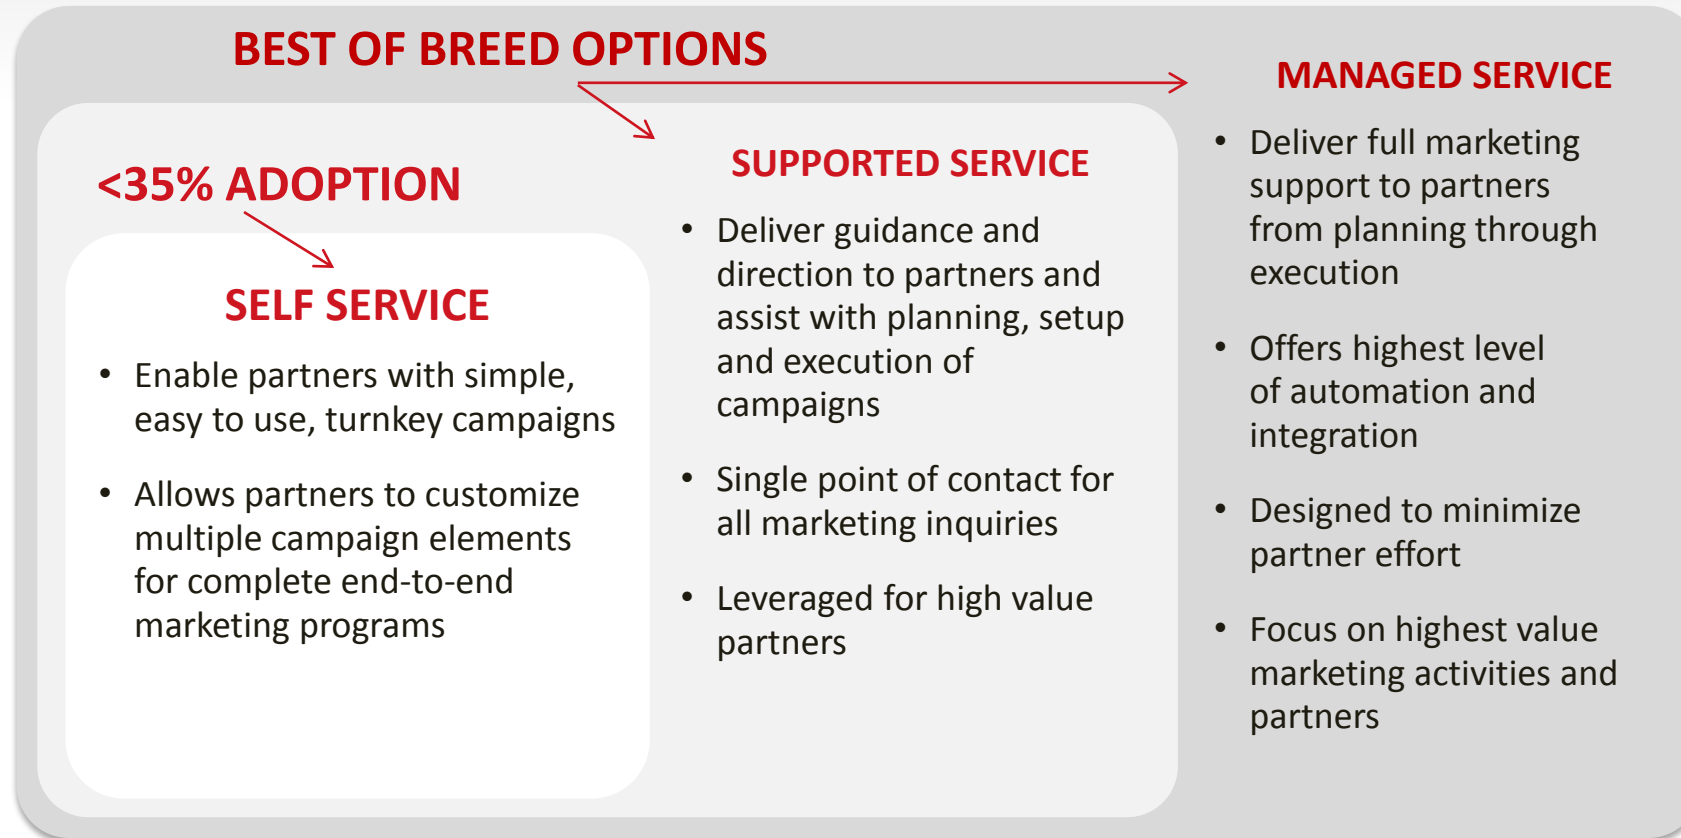 BEST OF BREED OPTIONS
<35% ADOPTION
SELF SERVICE
• Enable partners with simple,
easy to use, turnkey campaigns
• Allows partners to customize
multiple campaign elements
for complete end-to-end
marketing programs
SUPPORTED SERVICE
• Deliver guidance and
direction to partners and
assist with planning, setup
and execution of
campaigns
• Single point of contact for
all marketing inquiries
• Leveraged for high value
partners
MANAGED SERVICE
• Deliver full marketing
support to partners
from planning through
execution
• Offers highest level
of automation and
integration
• Designed to minimize
partner effort
• Focus on highest value
marketing activities and
partners